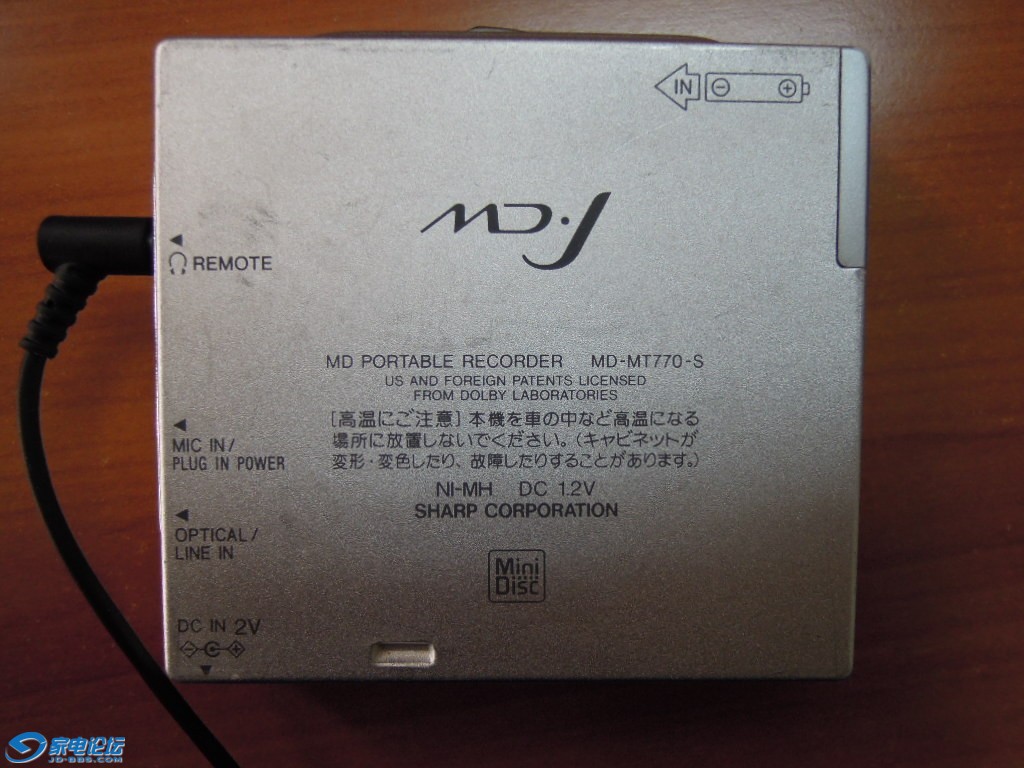 IN
MD・J
REMOTE
MD PORTABLE RECORDER MD-MT770-S
US AND FOREIGN PATENTS LICENSED
FROM DOLBY LABORATORIES
［高温にご注意］本機を車の中など高温になる
場所に放置しないでください。（キャビネットが
変形・変色したり、故障したりすることがあります。）
NI-MH DC 1.2V
SHARP CORPORATION
MIC IN/
PLUG IN POWER
OPTICAL/
LINE IN
Mini
Disc
DC IN 2V
家电论坛
JD-BBS.COM